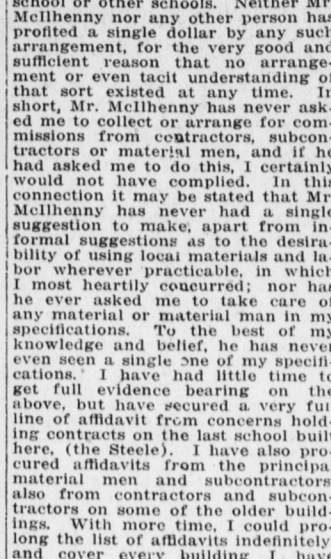 school or other schools. Neither Mr
McIlhenny nor any other person ha
profited a single dollar by any such
arrangement, for the very good and
sufficient reason that no arrange-
ment or even tacit understanding o
that sort existed at any time. In
short, Mr. McIlhenny has never ask-
ed me to collect or arrange for com-
missions from contractors, subcon-
tractors or material men, and if he
had asked me to do this, I certainly
would not have complied. In this
connection it may be stated that Mr
McIlhenny has never had a single
suggestion to make, apart from in-
formal suggestions as to the desira-
bility of using local materials and la-
bor wherever practicable, in which
I most heartily concurred; nor has
he ever asked me to take care o
any material or material man in my
specifications. To the best of my
knowledge and belief, he has never
even seen a single one of my specifi-
cations. I have had little time t
get full evidence bearing on the
above, but have secured a very ful
line of affidavit from concerns hold-
ing contracts on the last school buil
here, (the Steele). I have also pro-
cured affidavits from the principa
material men and subcontractors
also from contractors and subcon-
tractors on some of the older build-
ings. With more time, I could pro-
long the list of affidavits indefinitely
and cover every building I hav